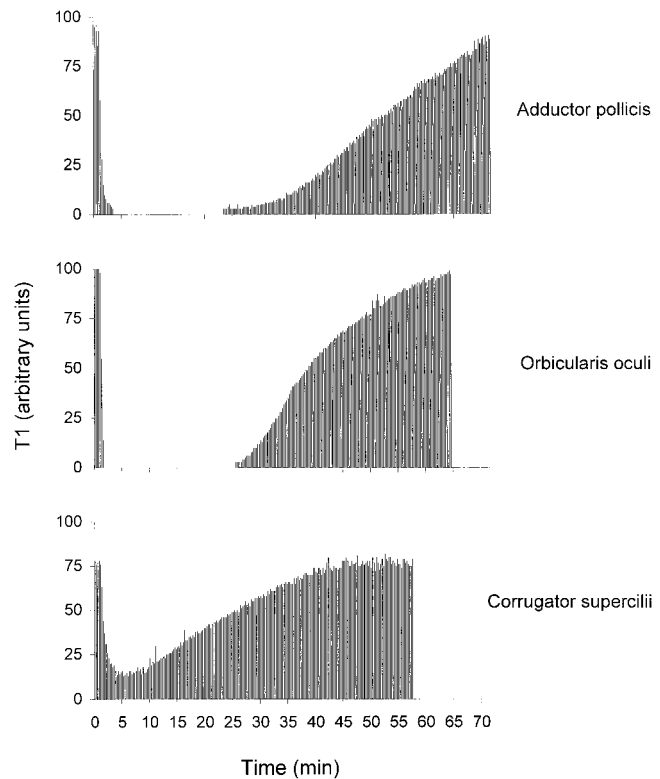 100
75
50
25
0
Adductor pollicis
100
75
50
25
0
Orbicularis oculi
T1 (arbitrary units)
100
75
50
25
0
Corrugator supercilii
0 5 10 15 20 25 30 35 40 45 50 55 60 65 70
Time (min)